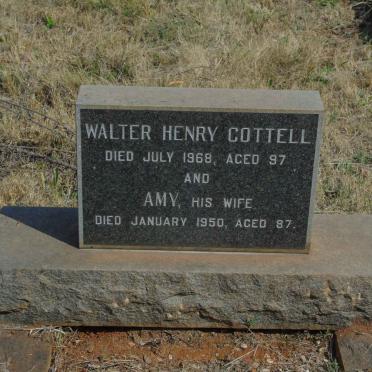 WALTER HENRY COTTELL
DIED JULY 1968, AGED 97
AND
AMY, HIS WIFE
DIED JANUARY 1950, AGED 87.